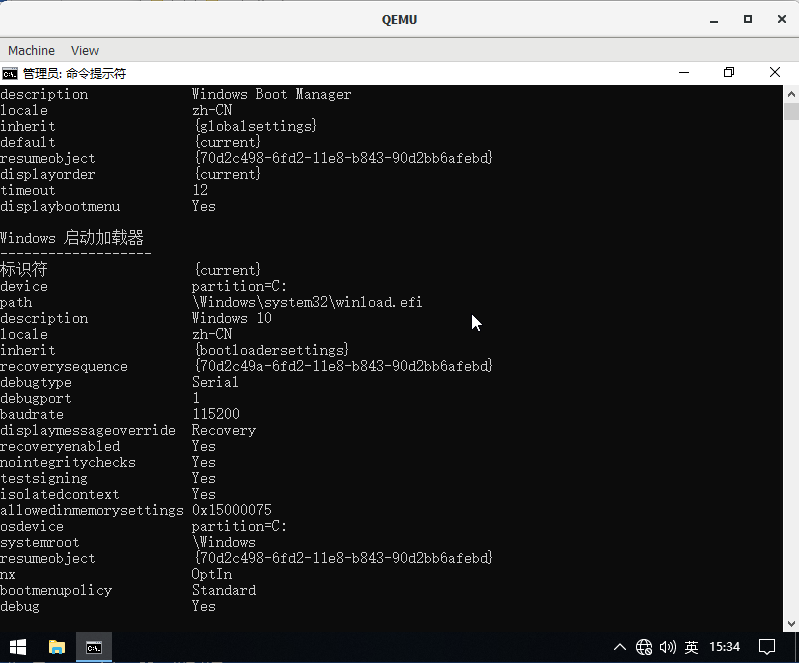 QEMU
Machine View
管理员: 命令提示符
description Windows Boot Manager
locale zh-CN
inherit {globalsettings}
default {current}
resumeobject {70d2c498-6fd2-11e8-b843-90d2bb6afebd}
displayorder {current}
timeout 12
displaybootmenu Yes
Windows 启动加载器
-------------------
标识符 {current}
device partition=C:
path \Windows\system32\winload.efi
description Windows 10
locale zh-CN
inherit {bootloadersettings}
recoverysequence {70d2c49a-6fd2-11e8-b843-90d2bb6afebd}
debugtype Serial
debugport 1
baudrate 115200
displaymessageoverride Recovery
recoveryenabled Yes
nointegritychecks Yes
testsigning Yes
isolatedcontext Yes
allowedinmemorysettings 0x15000075
osdevice partition=C:
systemroot \Windows
resumeobject {70d2c498-6fd2-11e8-b843-90d2bb6afebd}
nx OptIn
bootmenupolicy Standard
debug Yes
英 15:34